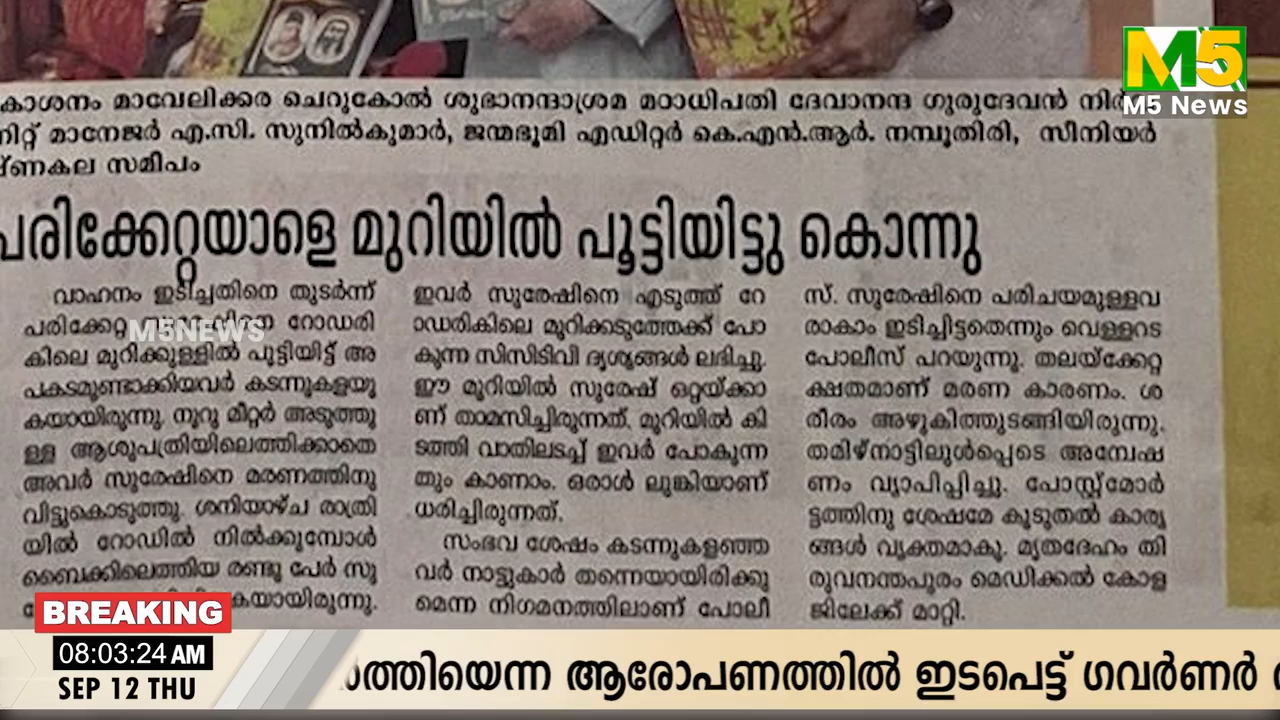 M5 News
കാശനം മാവേലിക്കര ചെറുകോൽ ശുഭാനന്ദാശ്രമ മഠാധിപതി ദേവാനന്ദ ഗുരുദേവൻ
നിറ്റ് മാനേജർ എ.സി. സുനിൽകുമാർ, ജന്മഭൂമി എഡിറ്റർ കെ.എൻ.ആർ. നമ്പൂതിരി, സീനിയർ
ഷ്ണകല സമീപം
പരിക്കേറ്റയാളെ മുറിയിൽ പൂട്ടിയിട്ടു കൊന്നു
വാഹനം ഇടിച്ചതിനെ തുടർന്ന്
പരിക്കേറ്റ റോഡരി
കിലെ മുറിക്കുള്ളിൽ പൂട്ടിയിട്ട് അ
പകടമുണ്ടാക്കിയവർ കടന്നുകളയു
കയായിരുന്നു. നൂറു മീറ്റർ അടുത്തു
ള്ള ആശുപത്രിയിലെത്തിക്കാതെ
അവർ സുരേഷിനെ മരണത്തിനു
വിട്ടുകൊടുത്തു. ശനിയാഴ്ച രാത്രി
യിൽ റോഡിൽ നിൽക്കുമ്പോൾ
ബൈക്കിലെത്തിയ രണ്ടു പേർ സു
കയായിരുന്നു.
ഇവർ സുരേഷിനെ എടുത്ത് റോ
ഡരികിലെ മുറിക്കടുത്തേക്ക് പോ
കുന്ന സിസിടിവി ദൃശ്യങ്ങൾ ലഭിച്ചു.
ഈ മുറിയിൽ സുരേഷ് ഒറ്റയ്ക്കാ
ണ് താമസിച്ചിരുന്നത്. മുറിയിൽ കി
ടത്തി വാതിലടച്ച് ഇവർ പോകുന്ന
തും കാണാം. ഒരാൾ ലുങ്കിയാണ്
ധരിച്ചിരുന്നത്.
സംഭവ ശേഷം കടന്നുകളഞ്ഞ
വർ നാട്ടുകാർ തന്നെയായിരിക്കു
മെന്ന നിഗമനത്തിലാണ് പോലീ
സ്. സുരേഷിനെ പരിചയമുള്ളവ
രാകാം ഇടിച്ചിട്ടതെന്നും വെള്ളറട
പോലീസ് പറയുന്നു. തലയ്ക്കേറ്റ
ക്ഷതമാണ് മരണ കാരണം. ശ
രിരം അഴുകിത്തുടങ്ങിയിരുന്നു.
തമിഴ്നാട്ടിലുൾപ്പെടെ അമ്പേഷ
ണം വ്യാപിപ്പിച്ചു. പോസ്റ്റ്മോർ
ട്ടത്തിനു ശേഷമേ കൂടുതൽ കാര്യ
ങ്ങൾ വ്യക്തമാകൂ. മൃതദേഹം തി
രുവനന്തപുരം മെഡിക്കൽ കോള
ജിലേക്ക് മാറ്റി.
M5NEWS
BREAKING
08:03:24 AM
SEP 12 THU
ആരോപണത്തിൽ ഇടപെട്ട് ഗവർണർ